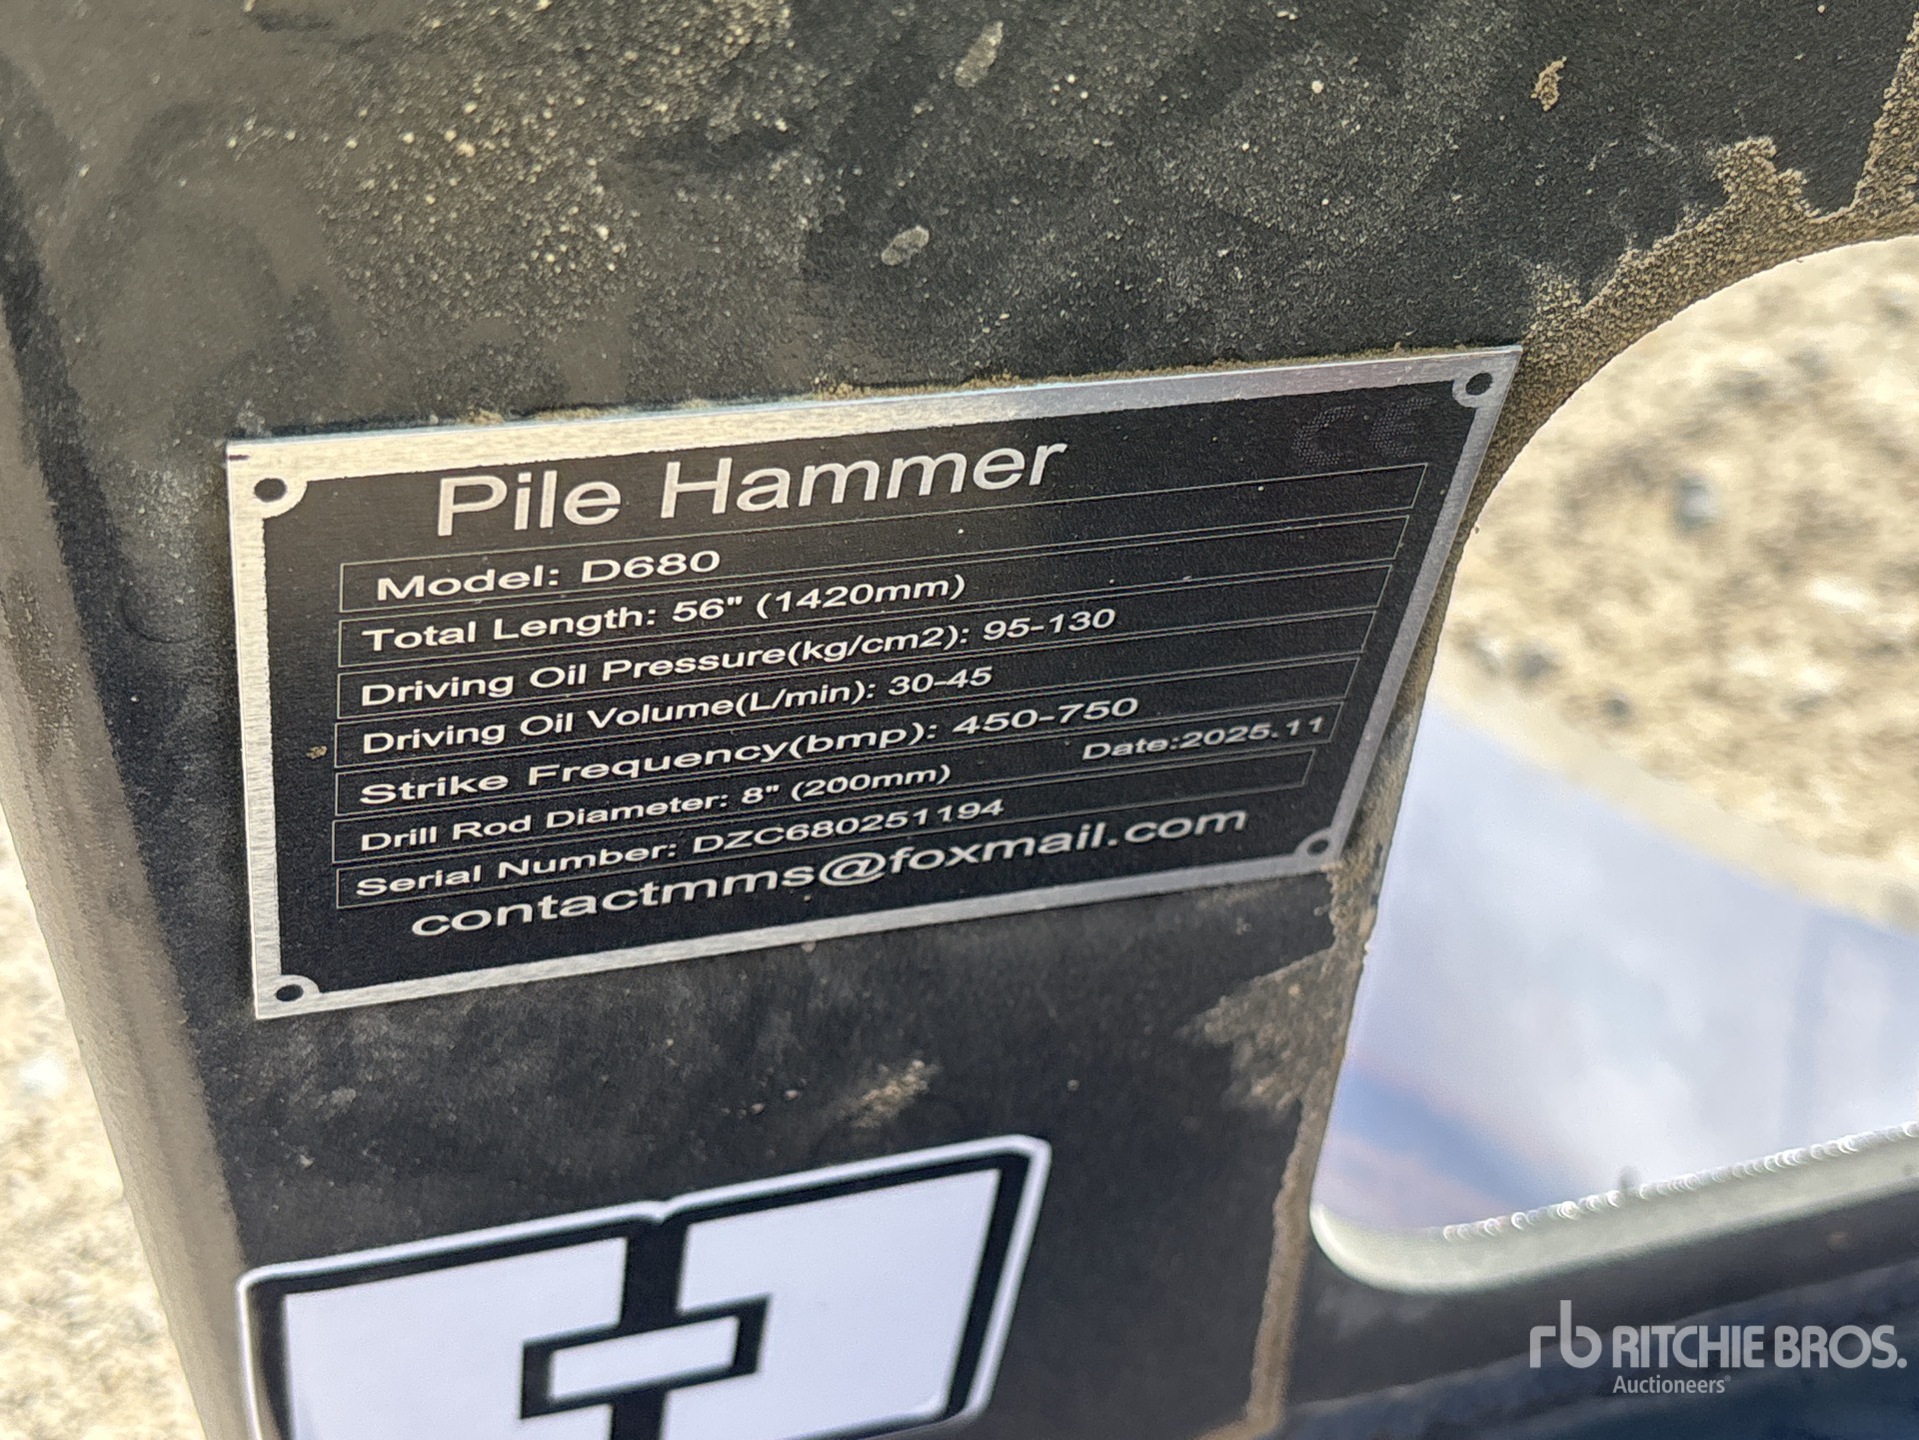 CE
Pile Hammer
Model: D680
Total Length: 56" (1420mm)
Driving Oil Pressure(kg/cm2): 95-130
Driving Oil Volume(L/min): 30-45
Strike Frequency(bmp): 450-750
Drill Rod Diameter: 8" (200mm) Date:2025.11
Serial Number: DZC680251194
contactmms@foxmail.com
rb RITCHIE BROS.
Auctioneers